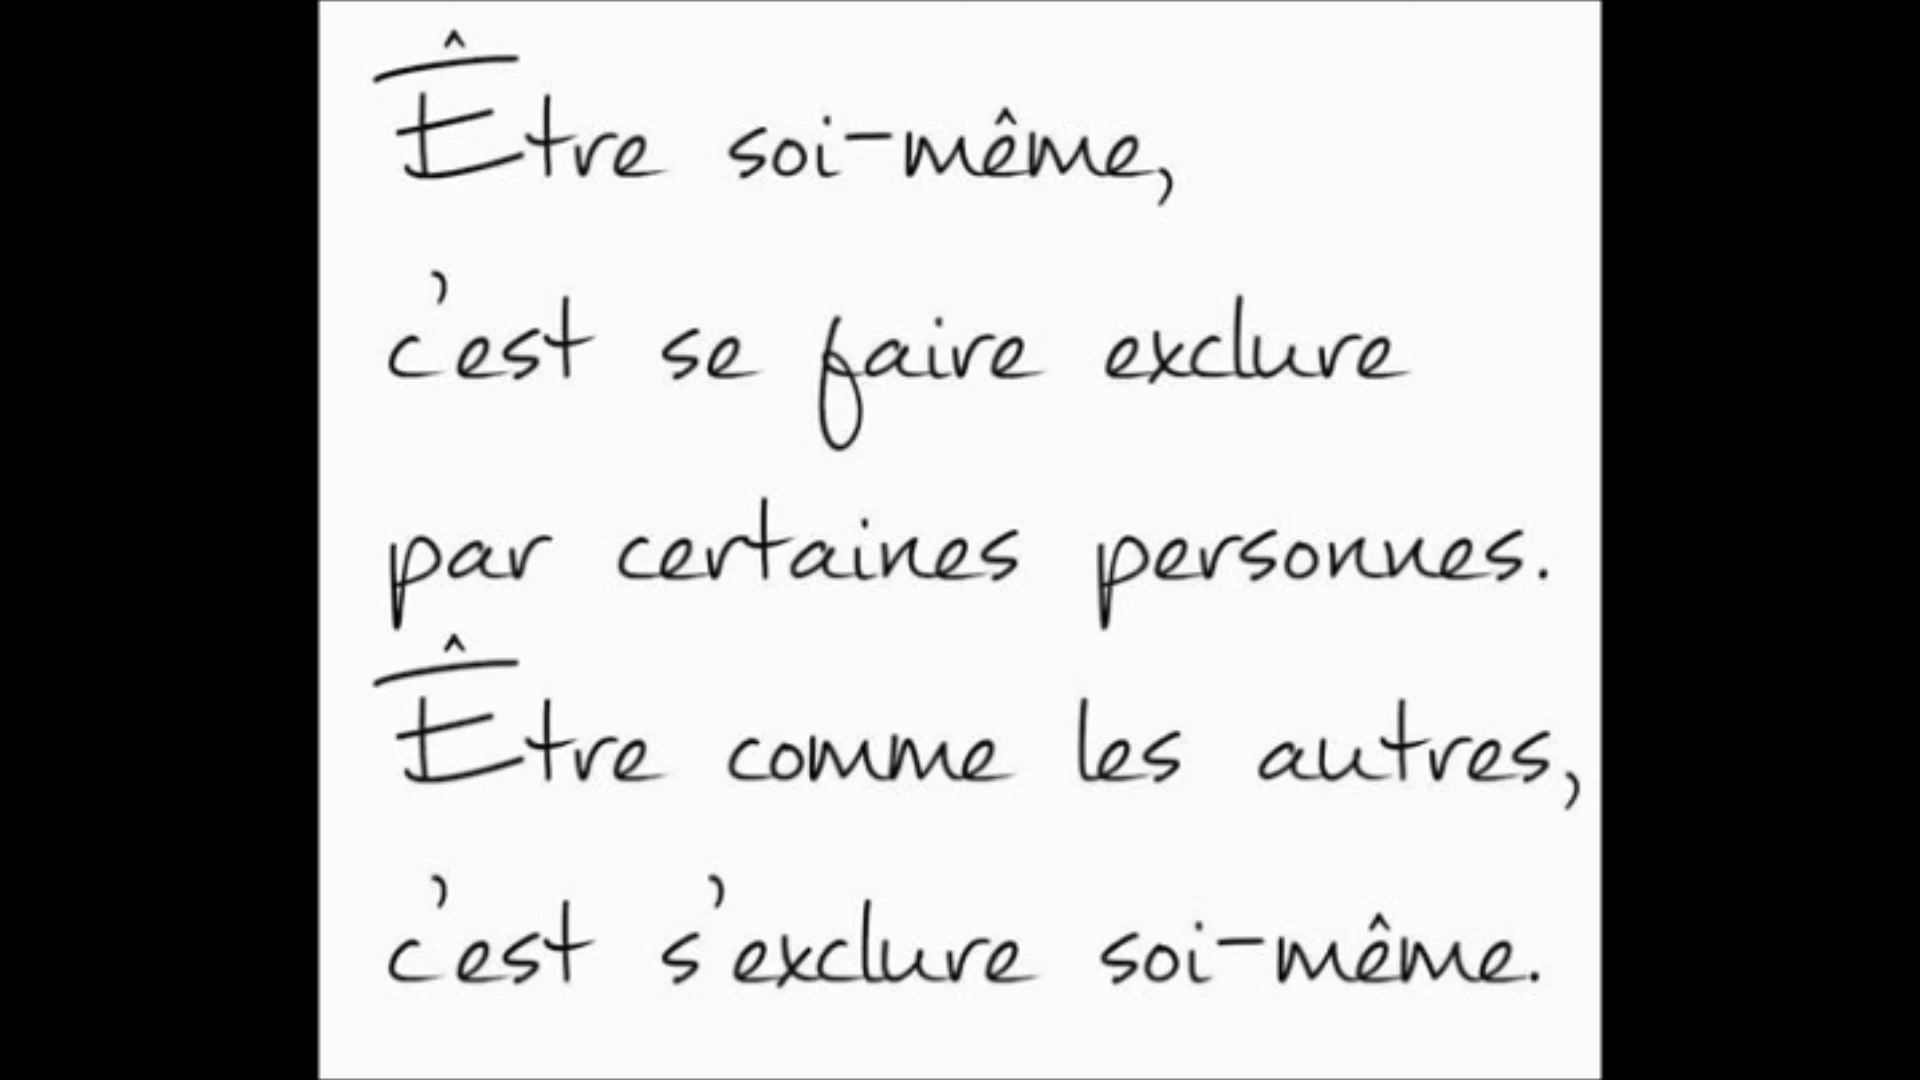 Être soi-même,
c'est se faire exclure
par certaines personnes.
Être comme les autres,
c'est s'exclure soi-même.